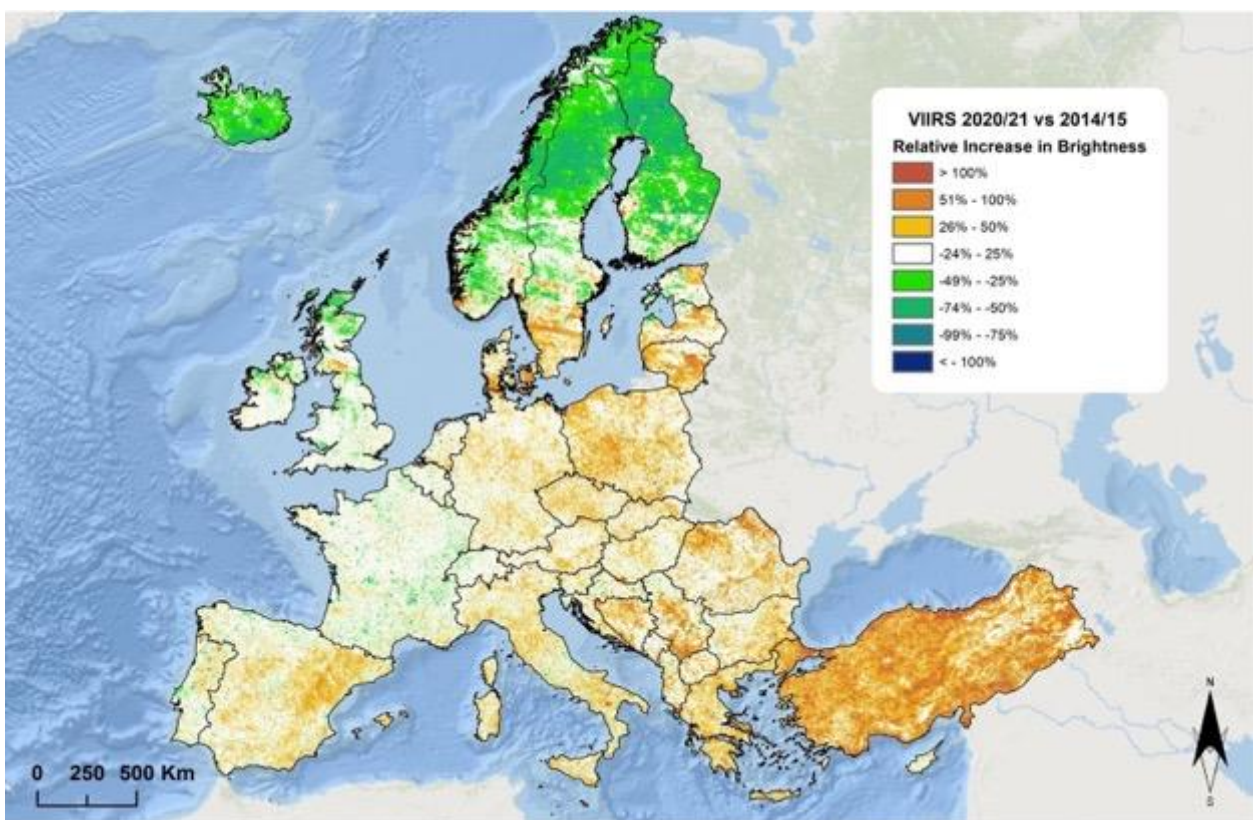 VIIRS 2020/21 vs 2014/15
Relative Increase in Brightness
> 100%
51% - 100%
26% - 50%
-24% - 25%
-49% - -25%
-74% - -50%
-99% - -75%
< - 100%
N
S
0 250 500 Km